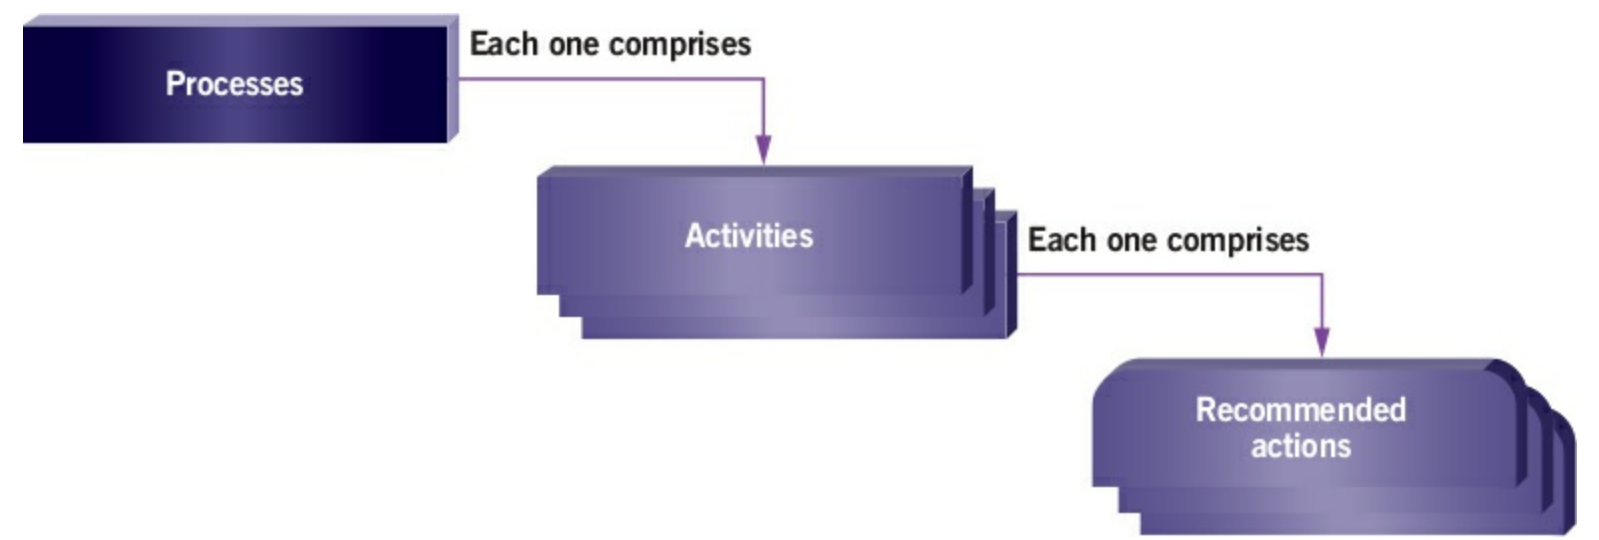 Each one comprises
Processes
Activities
Each one comprises
Recommended
actions